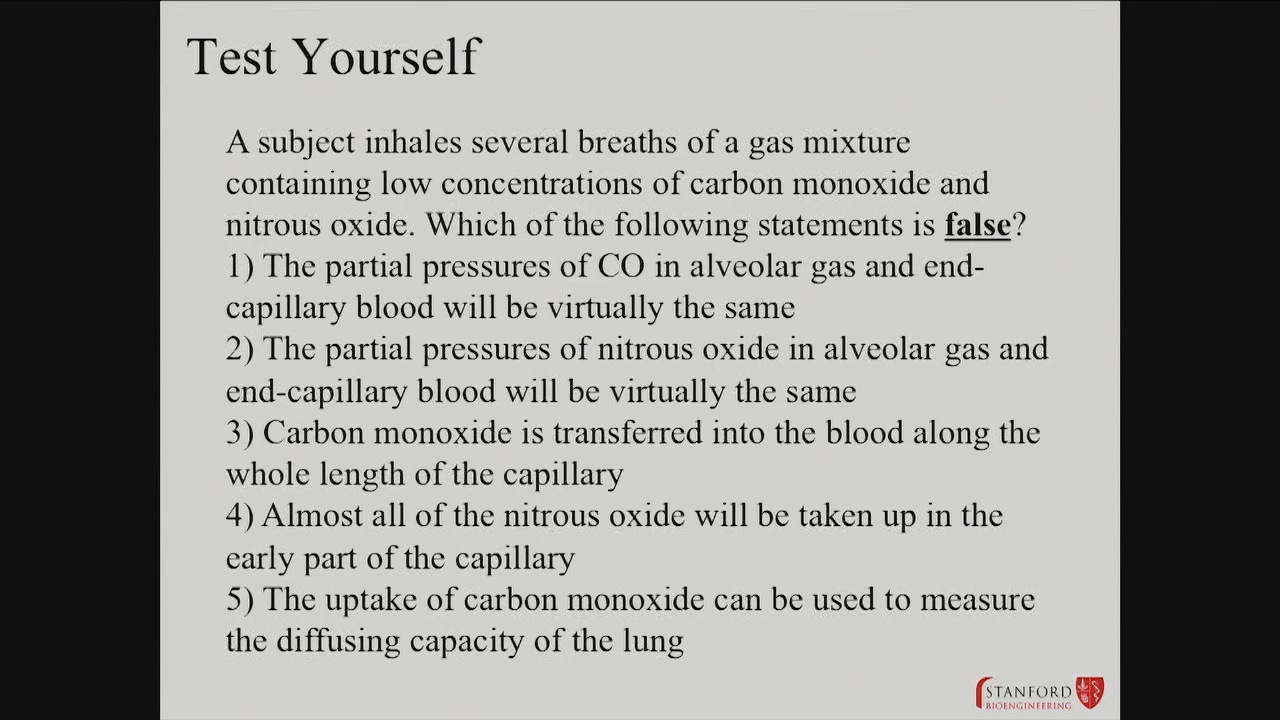 Test Yourself
A subject inhales several breaths of a gas mixture
containing low concentrations of carbon monoxide and
nitrous oxide. Which of the following statements is false?
1) The partial pressures of CO in alveolar gas and end-
capillary blood will be virtually the same
2) The partial pressures of nitrous oxide in alveolar gas and
end-capillary blood will be virtually the same
3) Carbon monoxide is transferred into the blood along the
whole length of the capillary
4) Almost all of the nitrous oxide will be taken up in the
early part of the capillary
5) The uptake of carbon monoxide can be used to measure
the diffusing capacity of the lung
STANFORD
BIOENGINEERING